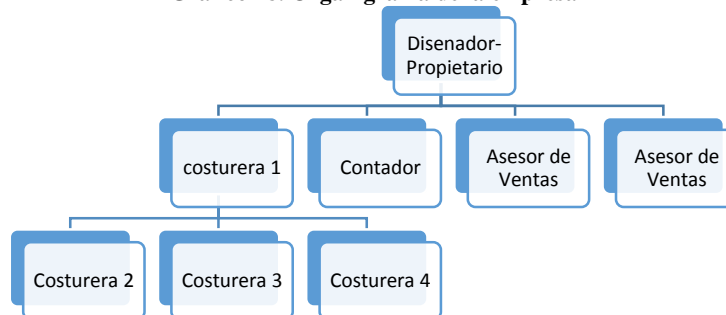 Disenador-
Propietario
costurera 1
Contador
Asesor de
Ventas
Asesor de
Ventas
Costurera 2
Costurera 3
Costurera 4